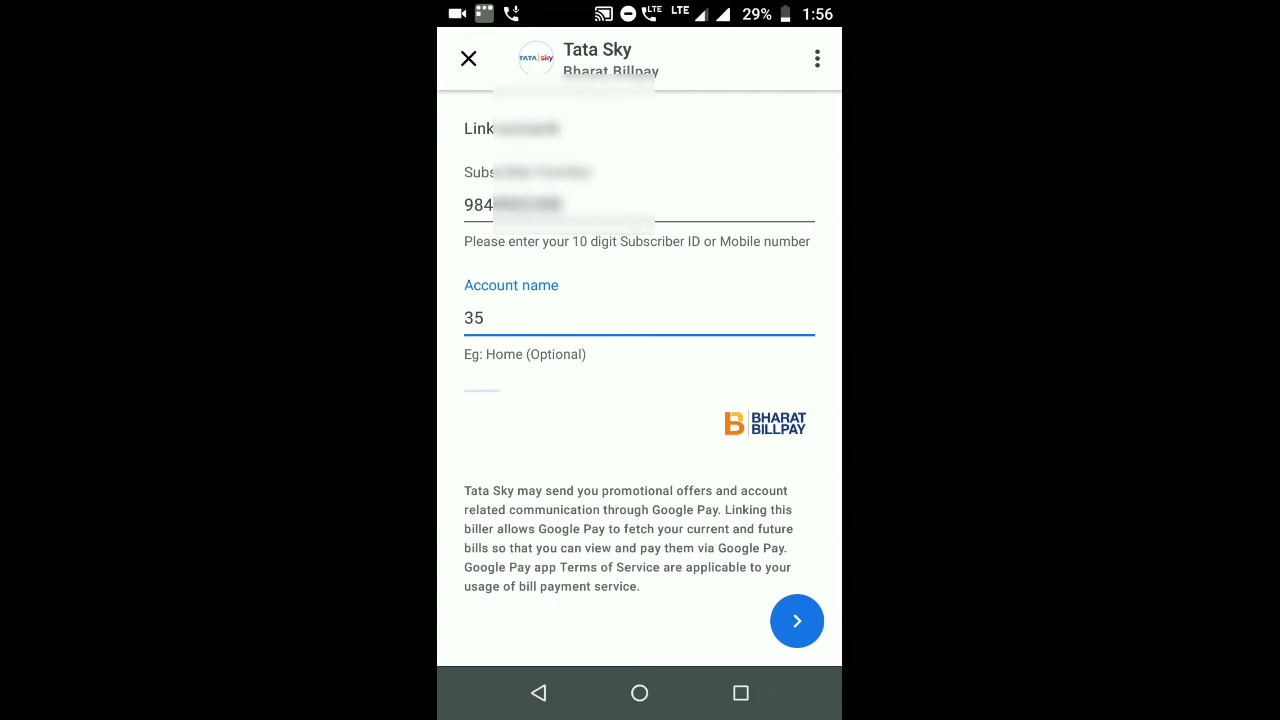 LTE LTE 29% 1:56
TATA sky Tata Sky
Bharat Billpay
Link
984
Please enter your 10 digit Subscriber ID or Mobile number
Account name
35
Eg: Home (Optional)
B BHARAT
BILLPAY
Tata Sky may send you promotional offers and account
related communication through Google Pay. Linking this
biller allows Google Pay to fetch your current and future
bills so that you can view and pay them via Google Pay.
Google Pay app Terms of Service are applicable to your
usage of bill payment service.